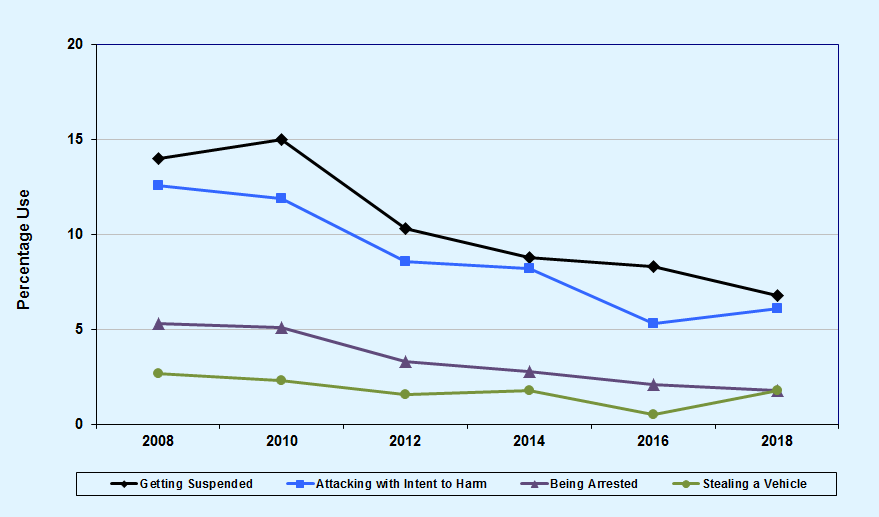 20
15
10
5
0
Percentage Use
2008 2010 2012 2014 2016 2018
Getting Suspended Attacking with Intent to Harm Being Arrested Stealing a Vehicle